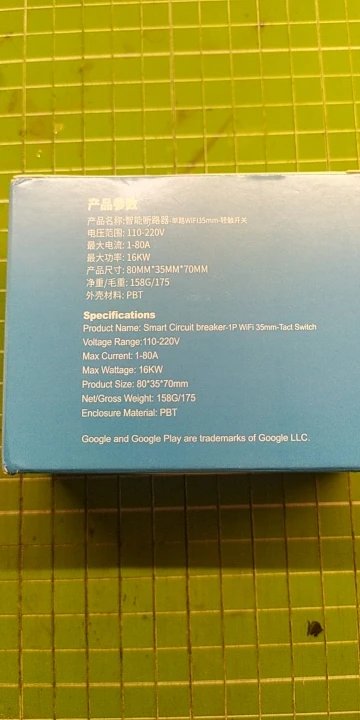 产品参数
产品名称:智能断路器-单路WiFi35mm-轻触开关
电压范围: 110-220V
最大电流: 1-80A
最大功率: 16KW
产品尺寸: 80MM*35MM*70MM
净重/毛重: 158G/175
外壳材料: PBT
Specifications
Product Name: Smart Circuit breaker-1P WiFi 35mm-Tact Switch
Voltage Range:110-220V
Max Current: 1-80A
Max Wattage: 16KW
Product Size: 80*35*70mm
Net/Gross Weight: 158G/175
Enclosure Material: PBT
Google and Google Play are trademarks of Google LLC.